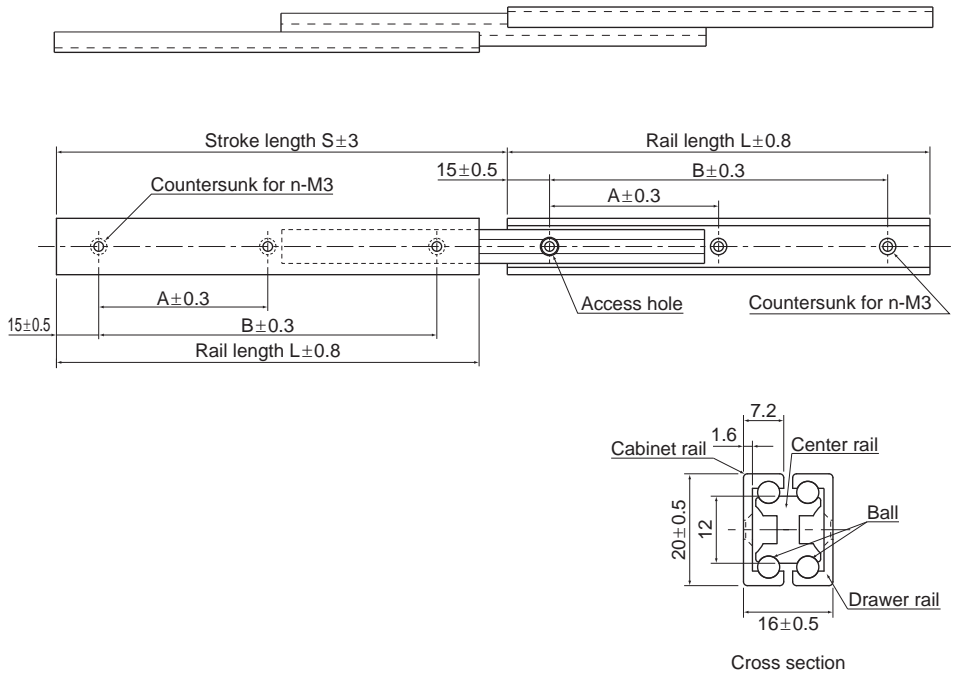 Stroke length S±3
Rail length L±0.8
15±0.5
B±0.3
Countersunk for n-M3
A±0.3
A±0.3
Access hole
Countersunk for n-M3
15±0.5
B±0.3
Rail length L±0.8
7.2
1.6
Cabinet rail
Center rail
Ball
20±0.5
12
Drawer rail
16±0.5
Cross section